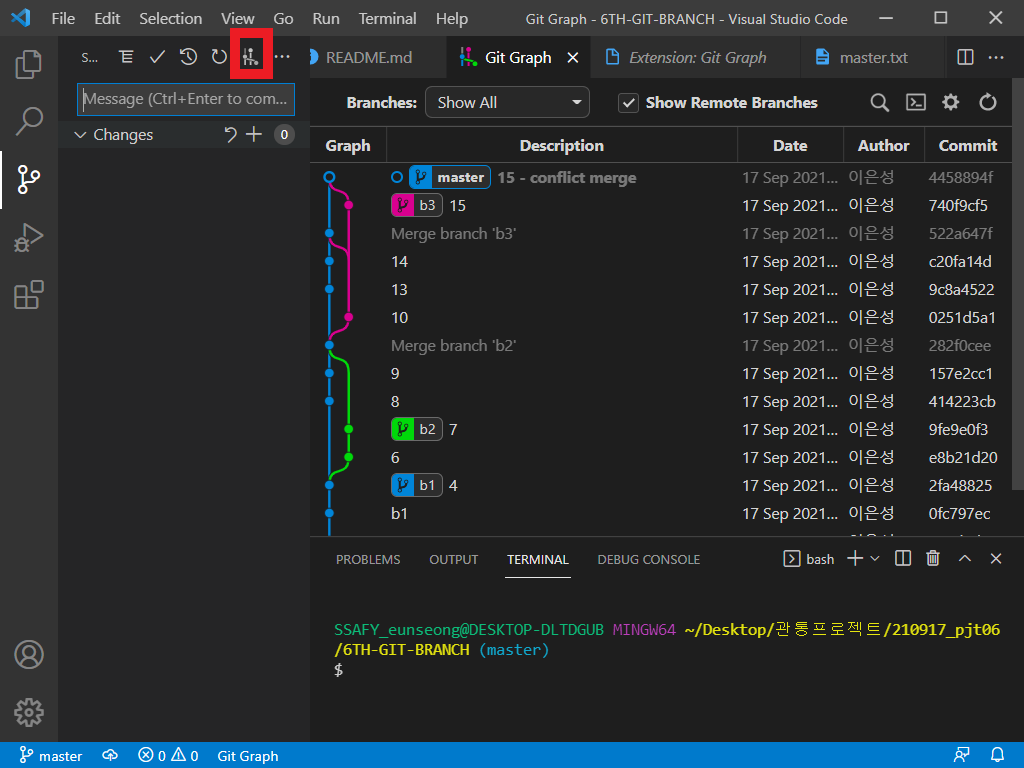 File Edit Selection View Go Run Terminal Help Git Graph - 6TH-GIT-BRANCH - Visual Studio Code
S... README.md Git Graph Extension: Git Graph master.txt
Message (Ctrl+Enter to com...
Changes 0
Branches: Show All Show Remote Branches
Graph Description Date Author Commit
master 15 - conflict merge 17 Sep 2021... 이은성 4458894f
b3 15 17 Sep 2021... 이은성 740f9cf5
Merge branch 'b3' 17 Sep 2021... 이은성 522a647f
14 17 Sep 2021... 이은성 c20fa14d
13 17 Sep 2021... 이은성 9c8a4522
10 17 Sep 2021... 이은성 0251d5a1
Merge branch 'b2' 17 Sep 2021... 이은성 282f0cee
9 17 Sep 2021... 이은성 157e2cc1
8 17 Sep 2021... 이은성 414223cb
b2 7 17 Sep 2021... 이은성 9fe9e0f3
6 17 Sep 2021... 이은성 e8b21d20
b1 4 17 Sep 2021... 이은성 2fa48825
b1 17 Sep 2021... 이은성 0fc797ec
PROBLEMS OUTPUT TERMINAL DEBUG CONSOLE bash
SSAFY_eunseong@DESKTOP-DLTDGUB MINGW64 ~/Desktop/관통프로젝트/210917_pjt06
/6TH-GIT-BRANCH (master)
$
master 0 0 Git Graph